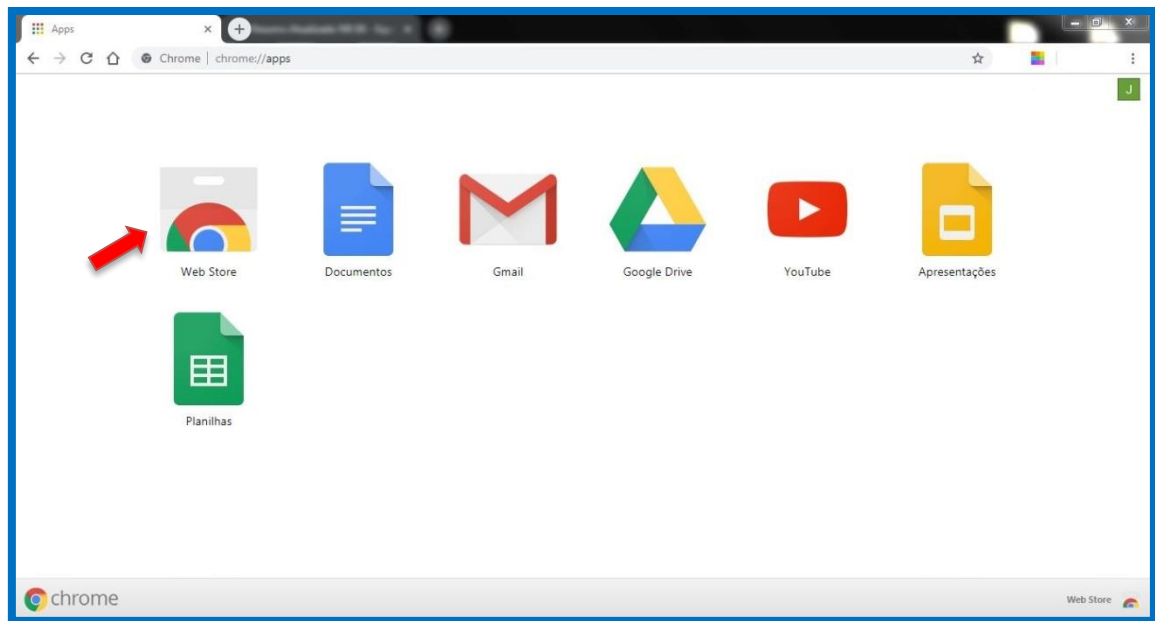 Apps
Chrome | chrome://apps
J
Web Store
Documentos
Gmail
Google Drive
YouTube
Apresentações
Planilhas
chrome
Web Store